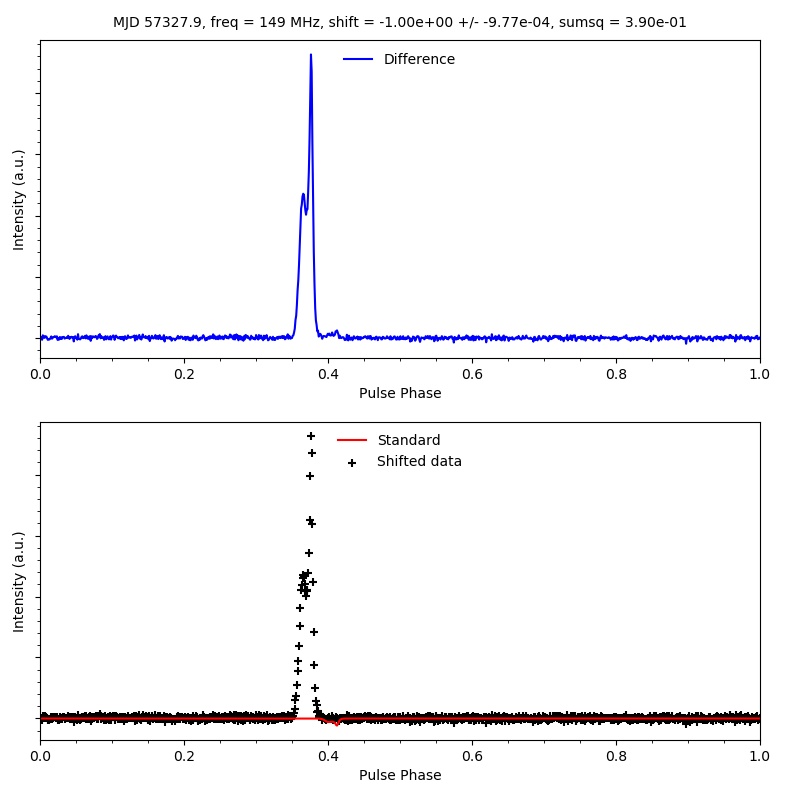 MJD 57327.9, freq = 149 MHz, shift = -1.00e+00 +/- -9.77e-04, sumsq = 3.90e-01
Difference
Intensity (a.u.)
0.0 0.2 0.4 0.6 0.8 1.0
Pulse Phase
Standard
Shifted data
Intensity (a.u.)
0.0 0.2 0.4 0.6 0.8 1.0
Pulse Phase